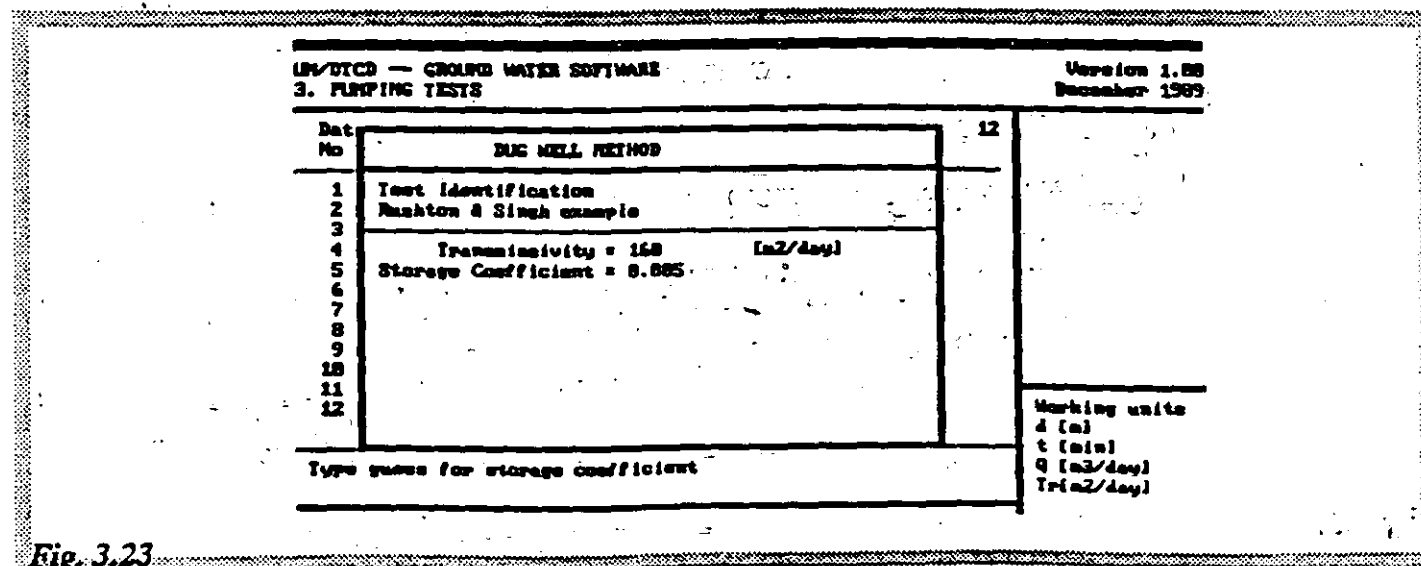 UN/DTCD — GROUND WATER SOFTWARE
Version 1.00
3. PUMPING TESTS
December 1989
Dat
12
No
DUG WELL METHOD
1
Test Identification
2
Rushton & Singh example
3
4
Transmissivity = 160 [m2/day]
5
Storage Coefficient = 0.005
6
7
8
9
10
11
12
Working units
d [m]
t [min]
Q [m3/day]
Tr[m2/day]
Type guess for storage coefficient
Fig. 3.23